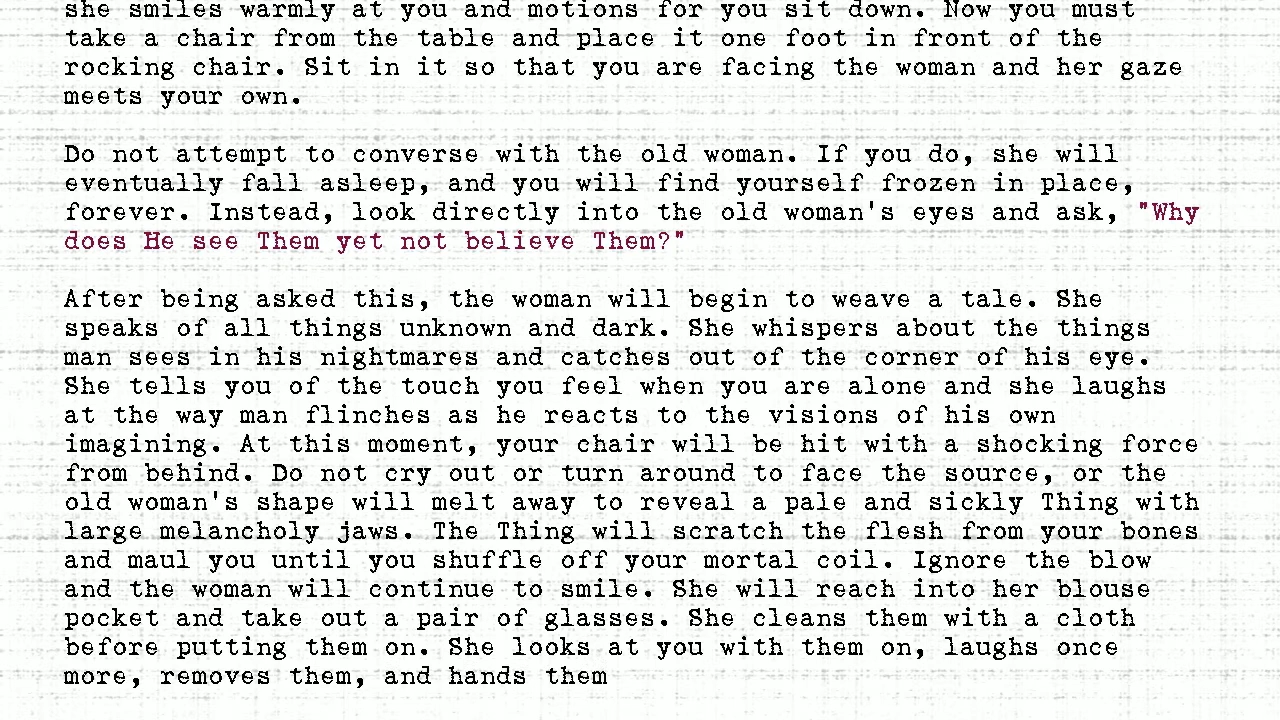 she smiles warmly at you and motions for you sit down. Now you must
take a chair from the table and place it one foot in front of the
rocking chair. Sit in it so that you are facing the woman and her gaze
meets your own.
Do not attempt to converse with the old woman. If you do, she will
eventually fall asleep, and you will find yourself frozen in place,
forever. Instead, look directly into the old woman's eyes and ask, "Why
does He see Them yet not believe Them?"
After being asked this, the woman will begin to weave a tale. She
speaks of all things unknown and dark. She whispers about the things
man sees in his nightmares and catches out of the corner of his eye.
She tells you of the touch you feel when you are alone and she laughs
at the way man flinches as he reacts to the visions of his own
imagining. At this moment, your chair will be hit with a shocking force
from behind. Do not cry out or turn around to face the source, or the
old woman's shape will melt away to reveal a pale and sickly Thing with
large melancholy jaws. The Thing will scratch the flesh from your bones
and maul you until you shuffle off your mortal coil. Ignore the blow
and the woman will continue to smile. She will reach into her blouse
pocket and take out a pair of glasses. She cleans them with a cloth
before putting them on. She looks at you with them on, laughs once
more, removes them, and hands them